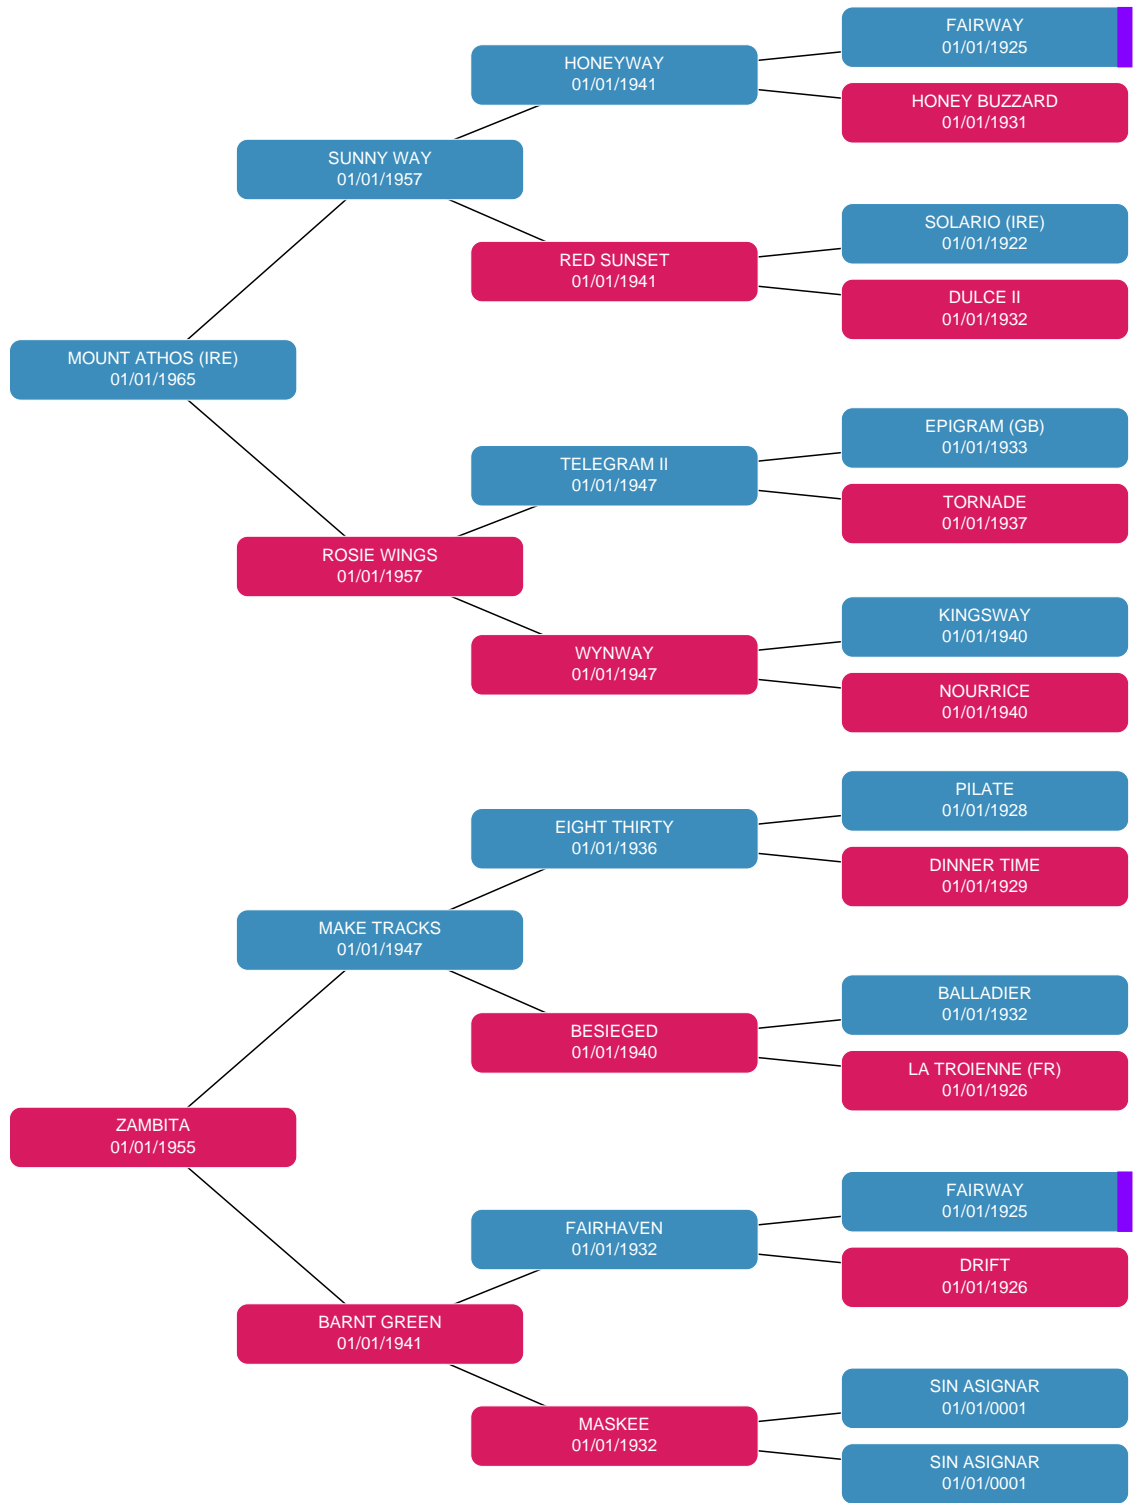 FAIRWAY
01/01/1925
HONEYWAY
01/01/1941
HONEY BUZZARD
01/01/1931
SUNNY WAY
01/01/1957
SOLARIO (IRE)
01/01/1922
RED SUNSET
01/01/1941
DULCE II
01/01/1932
MOUNT ATHOS (IRE)
01/01/1965
EPIGRAM (GB)
01/01/1933
TELEGRAM II
01/01/1947
TORNADE
01/01/1937
ROSIE WINGS
01/01/1957
KINGSWAY
01/01/1940
WYNWAY
01/01/1947
NOURRICE
01/01/1940
PILATE
01/01/1928
EIGHT THIRTY
01/01/1936
DINNER TIME
01/01/1929
MAKE TRACKS
01/01/1947
BALLADIER
01/01/1932
BESIEGED
01/01/1940
LA TROIENNE (FR)
01/01/1926
ZAMBITA
01/01/1955
FAIRWAY
01/01/1925
FAIRHAVEN
01/01/1932
DRIFT
01/01/1926
BARNT GREEN
01/01/1941
SIN ASIGNAR
01/01/0001
MASKEE
01/01/1932
SIN ASIGNAR
01/01/0001